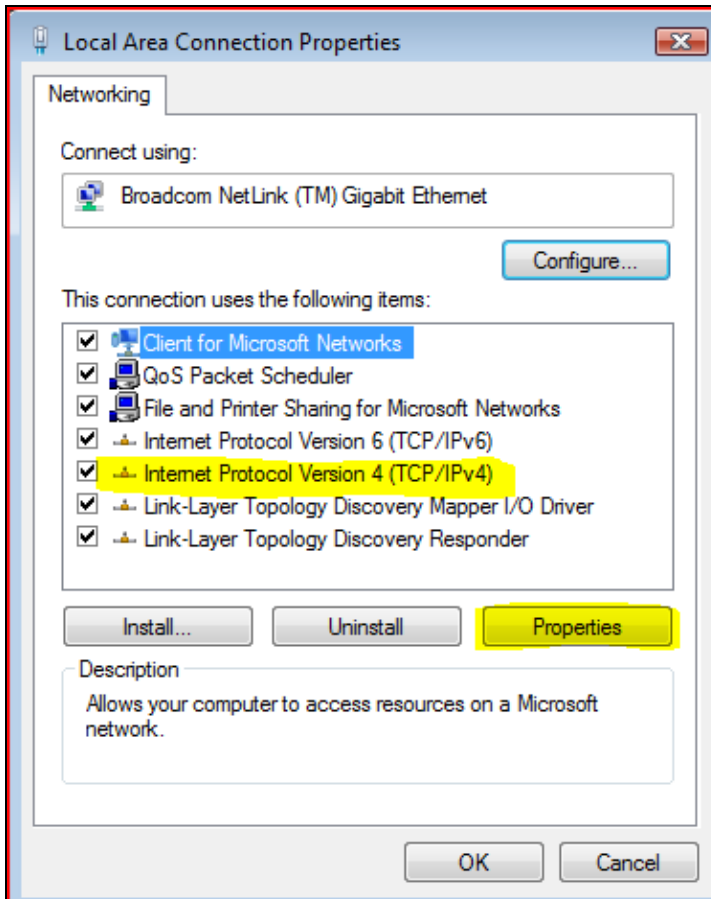 Local Area Connection Properties
Networking
Connect using:
Broadcom NetLink (TM) Gigabit Ethernet
Configure...
This connection uses the following items:
Client for Microsoft Networks
QoS Packet Scheduler
File and Printer Sharing for Microsoft Networks
Internet Protocol Version 6 (TCP/IPv6)
Internet Protocol Version 4 (TCP/IPv4)
Link-Layer Topology Discovery Mapper I/O Driver
Link-Layer Topology Discovery Responder
Install...
Uninstall
Properties
Description
Allows your computer to access resources on a Microsoft
network.
OK
Cancel